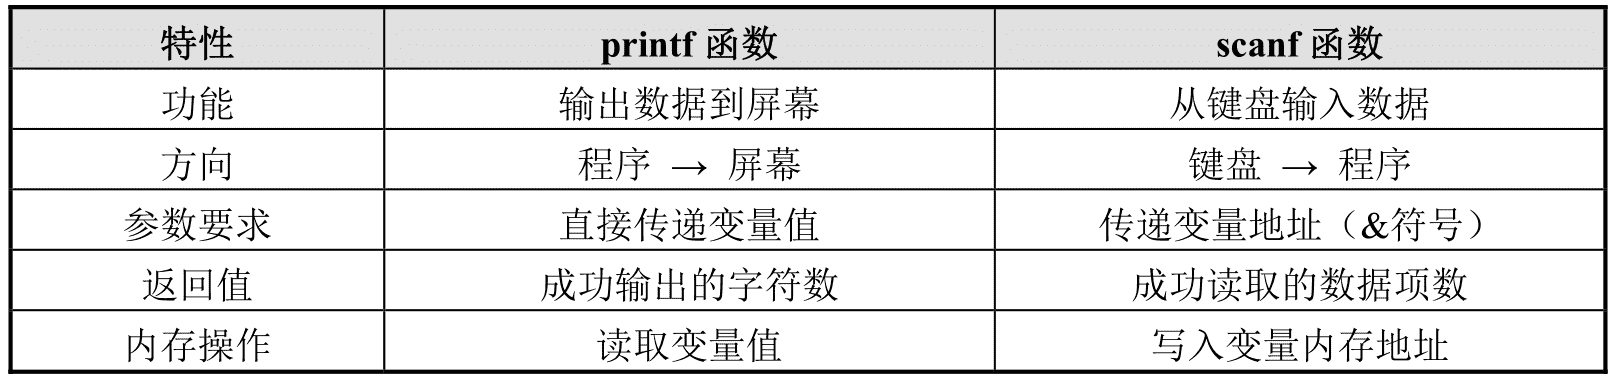 特性 printf 函数 scanf 函数
功能 输出数据到屏幕 从键盘输入数据
方向 程序 → 屏幕 键盘 → 程序
参数要求 直接传递变量值 传递变量地址（&符号）
返回值 成功输出的字符数 成功读取的数据项数
内存操作 读取变量值 写入变量内存地址